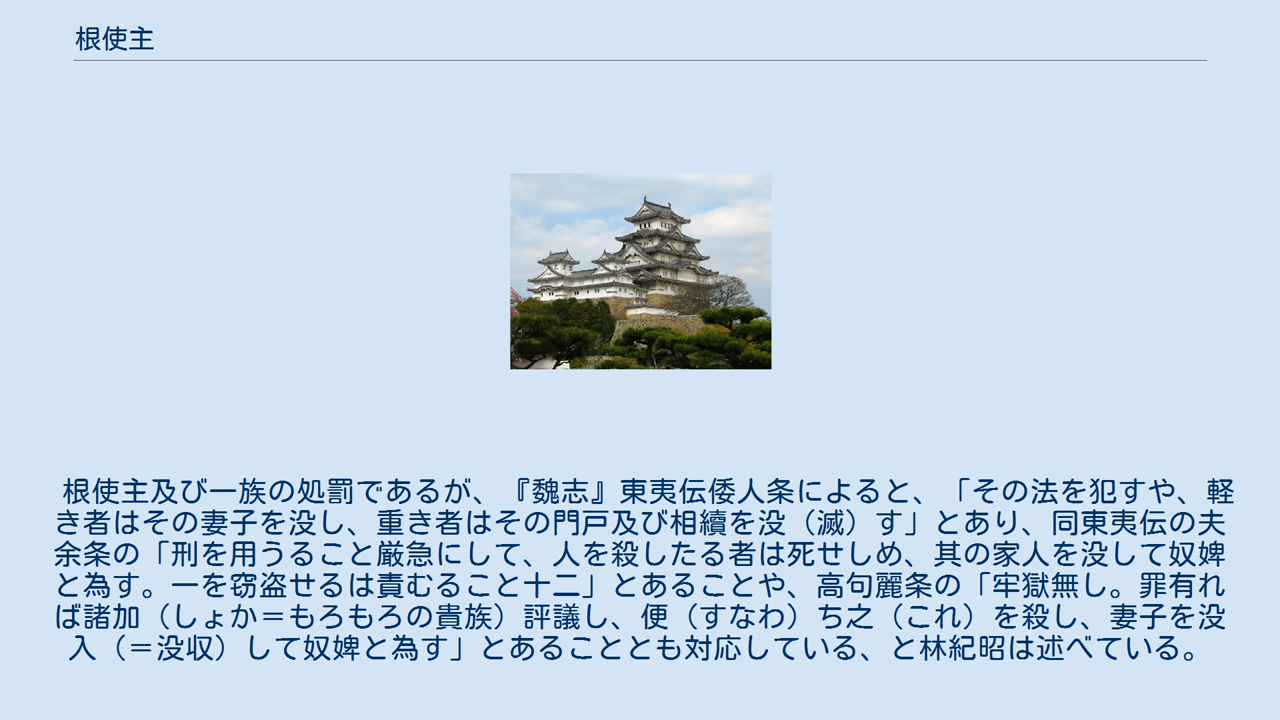 根使主
根使主及び一族の処罰であるが、『魏志』東夷伝倭人条によると、「その法を犯すや、軽
き者はその妻子を没し、重き者はその門戸及び相續を没（滅）す」とあり、同東夷伝の夫
余条の「刑を用うること厳急にして、人を殺したる者は死せしめ、其の家人を没して奴婢
と為す。一を窃盗せるは責むること十二」とあることや、高句麗条の「牢獄無し。罪有れ
ば諸加（しょか＝もろもろの貴族）評議し、便（すなわ）ち之（これ）を殺し、妻子を没
入（＝没収）して奴婢と為す」とあることとも対応している、と林紀昭は述べている。